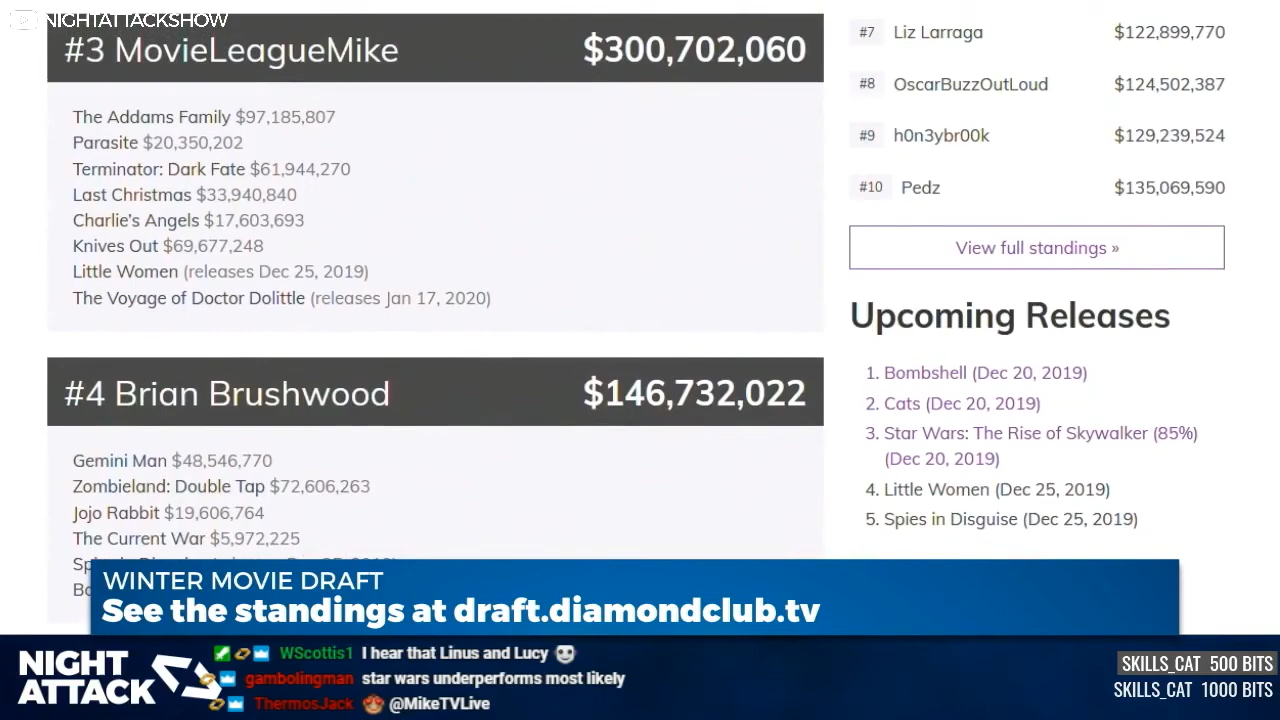 NIGHTATTACKSHOW
#3 MovieLeagueMike $300,702,060
The Addams Family $97,185,807
Parasite $20,350,202
Terminator: Dark Fate $61,944,270
Last Christmas $33,940,840
Charlie's Angels $17,603,693
Knives Out $69,677,248
Little Women (releases Dec 25, 2019)
The Voyage of Doctor Dolittle (releases Jan 17, 2020)
#4 Brian Brushwood $146,732,022
Gemini Man $48,546,770
Zombieland: Double Tap $72,606,263
Jojo Rabbit $19,606,764
The Current War $5,972,225
#7 Liz Larraga $122,899,770
#8 OscarBuzzOutLoud $124,502,387
#9 h0n3ybr00k $129,239,524
#10 Pedz $135,069,590
View full standings »
Upcoming Releases
1. Bombshell (Dec 20, 2019)
2. Cats (Dec 20, 2019)
3. Star Wars: The Rise of Skywalker (85%)
(Dec 20, 2019)
4. Little Women (Dec 25, 2019)
5. Spies in Disguise (Dec 25, 2019)
WINTER MOVIE DRAFT
See the standings at draft.diamondclub.tv
NIGHT
ATTACK
WScottis1 I hear that Linus and Lucy
gambolingman star wars underperforms most likely
ThermosJack @MikeTVLive
SKILLS_CAT 500 BITS
SKILLS_CAT 1000 BITS